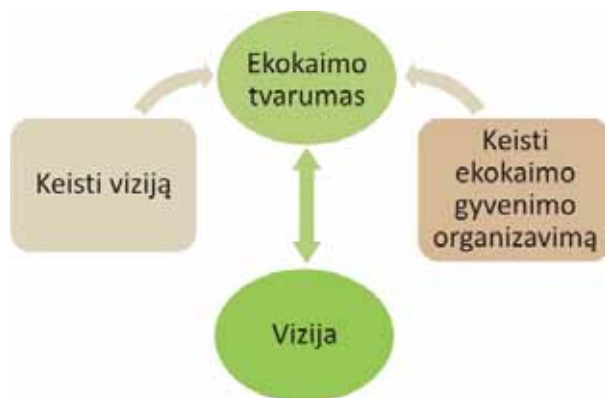 Ekokaimo
tvarumas
Keisti viziją
Keisti
ekokaimo
gyvenimo
organizavimą
Vizija